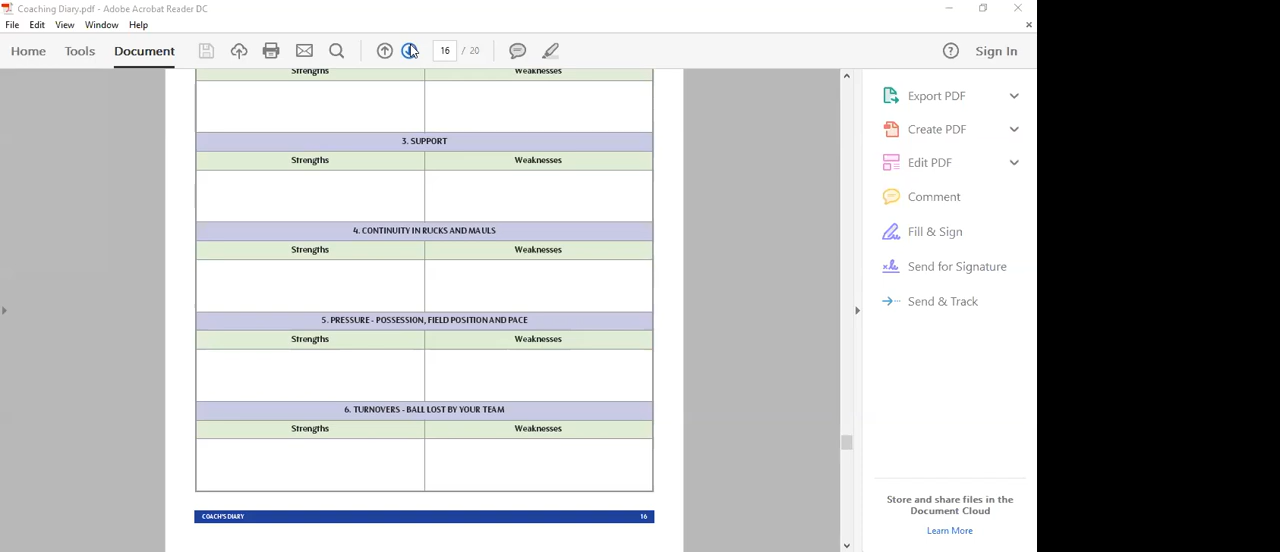 Coaching Diary.pdf - Adobe Acrobat Reader DC
File Edit View Window Help
Home Tools Document 16 / 20 Sign In
Strengths Weaknesses
3. SUPPORT
Strengths Weaknesses
4. CONTINUITY IN RUCKS AND MAULS
Strengths Weaknesses
5. PRESSURE - POSSESSION, FIELD POSITION AND PACE
Strengths Weaknesses
6. TURNOVERS - BALL LOST BY YOUR TEAM
Strengths Weaknesses
COACH'S DIARY 16
Export PDF
Create PDF
Edit PDF
Comment
Fill & Sign
Send for Signature
Send & Track
Store and share files in the
Document Cloud
Learn More